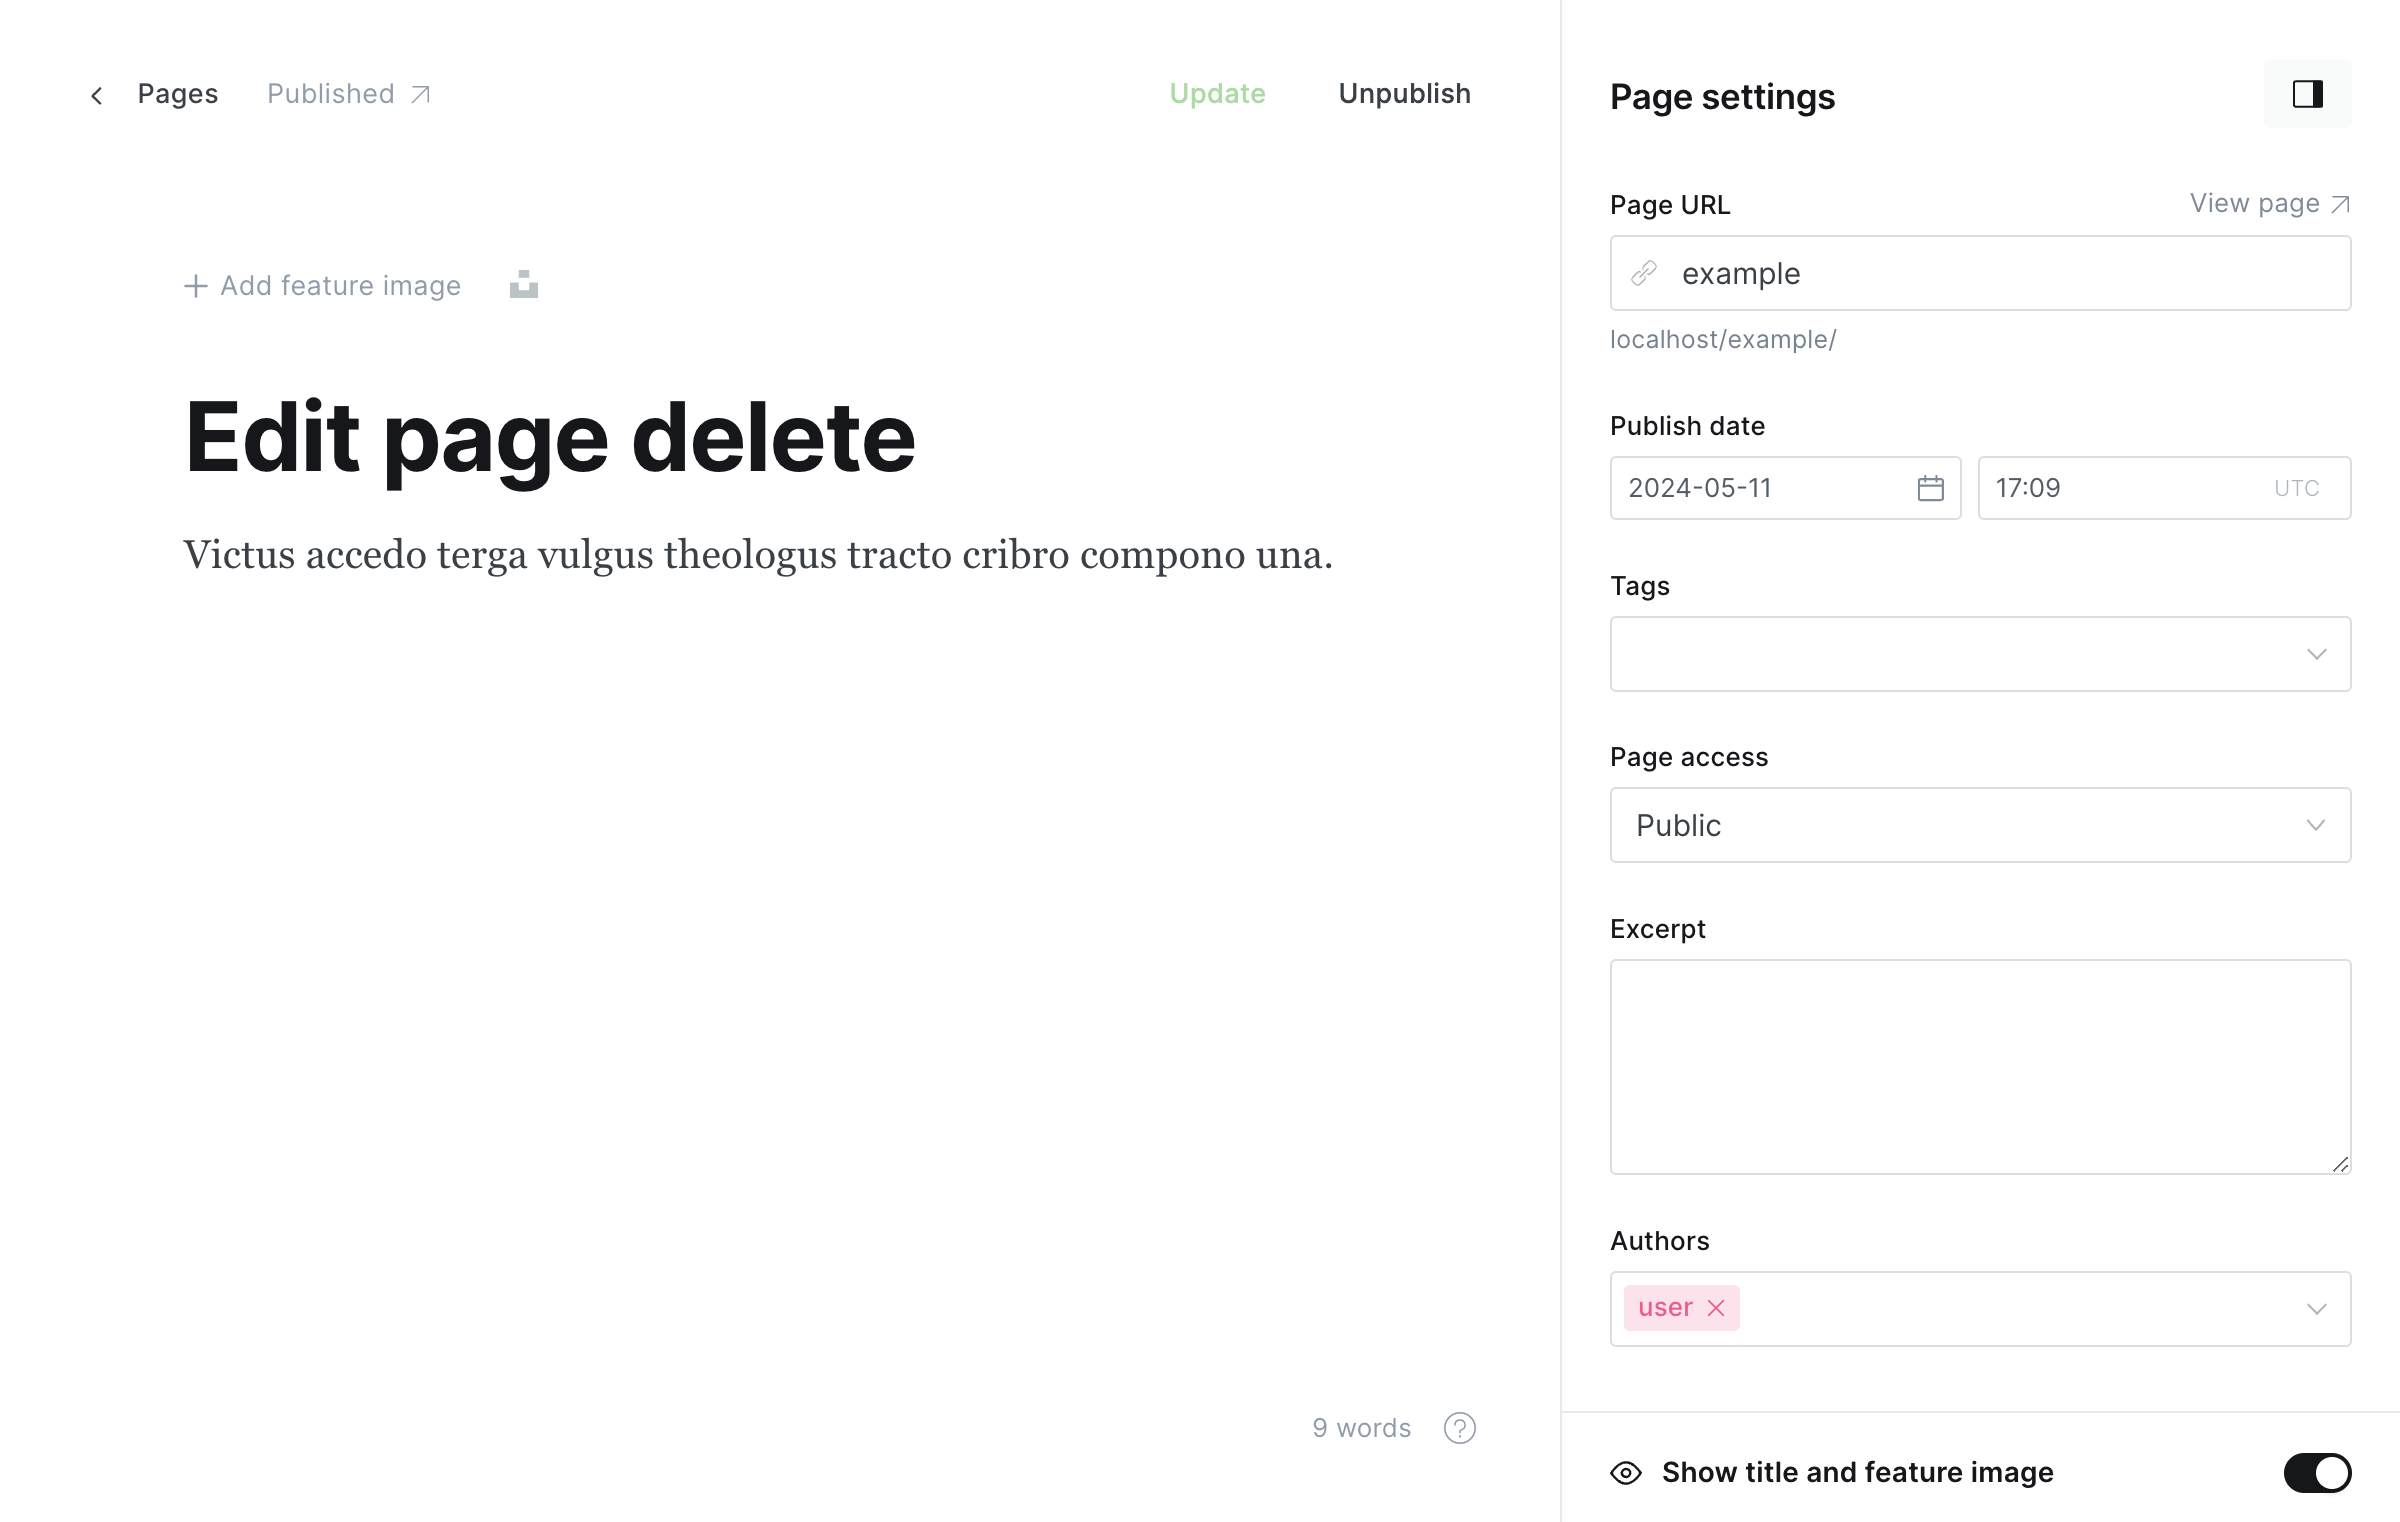 Pages
Published
Update
Unpublish
Add feature image
Edit page delete
Victus accedo terga vulgus theologus tracto cribro compono una.
9 words
?
Page settings
Page URL
View page
example
localhost/example/
Publish date
2024-05-11
17:09
UTC
Tags
Page access
Public
Excerpt
Authors
user
Show title and feature image